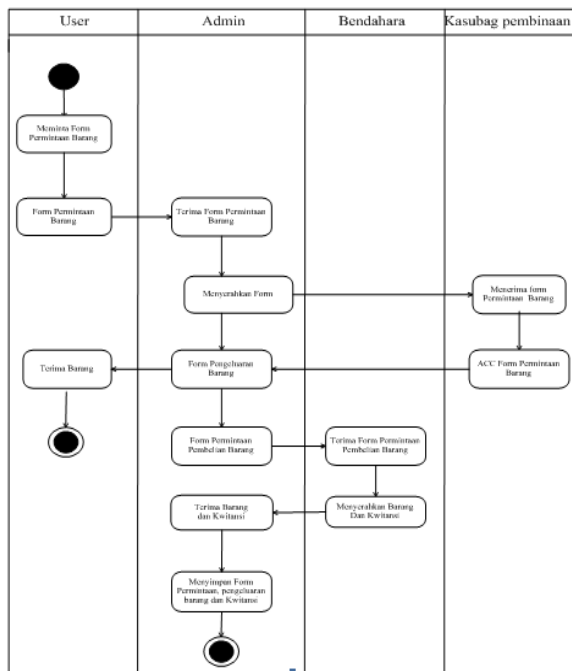 User
Admin
Bendahara
Kasubag pembinaan
Meminta Form
Permintaan Barang
Form Permintaan
Barang
Terima Form Permintaan
Barang
Menyerahkan Form
Menerima form
Permintaan Barang
Terima Barang
Form Pengeluaran
Barang
ACC Form Permintaan
Barang
Form Permintaan
Pembelian Barang
Terima Form Permintaan
Pembelian Barang
Terima Barang
dan Kwitansi
Menyerahkan Barang
Dan Kwitansi
Menyimpan Form
Permintaan, pengeluaran
barang dan Kwitansi